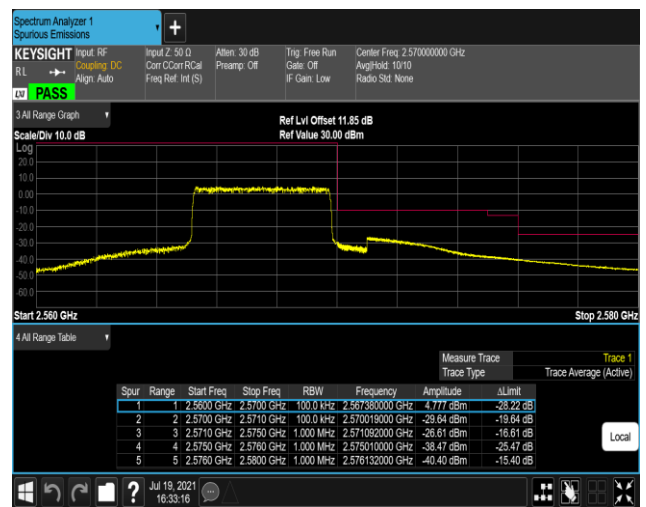 Spectrum Analyzer 1
Spurious Emissions
+
KEYSIGHT Input: RF Input Z: 50 Ω Atten: 30 dB Trig: Free Run Center Freq: 2.570000000 GHz
RL Coupling: DC Corr CCorr RCal Preamp: Off Gate: Off Avg|Hold: 10/10
Align: Auto Freq Ref: Int (S) IF Gain: Low Radio Std: None
LXI PASS
3 All Range Graph
Ref Lvl Offset 11.85 dB
Scale/Div 10.0 dB Ref Value 30.00 dBm
Log
20.0
10.0
0.00
-10.0
-20.0
-30.0
-40.0
-50.0
-60.0
Start 2.560 GHz Stop 2.580 GHz
4 All Range Table
Measure Trace Trace 1
Trace Type Trace Average (Active)
Spur Range Start Freq Stop Freq RBW Frequency Amplitude ΔLimit
1 1 2.5600 GHz 2.5700 GHz 100.0 kHz 2.567380000 GHz 4.777 dBm -28.22 dB
2 2 2.5700 GHz 2.5710 GHz 100.0 kHz 2.570019000 GHz -29.64 dBm -19.64 dB
3 3 2.5710 GHz 2.5750 GHz 1.000 MHz 2.571092000 GHz -26.61 dBm -16.61 dB
4 4 2.5750 GHz 2.5760 GHz 1.000 MHz 2.575010000 GHz -38.47 dBm -25.47 dB
5 5 2.5760 GHz 2.5800 GHz 1.000 MHz 2.576132000 GHz -40.40 dBm -15.40 dB
Local
? Jul 19, 2021
16:33:16